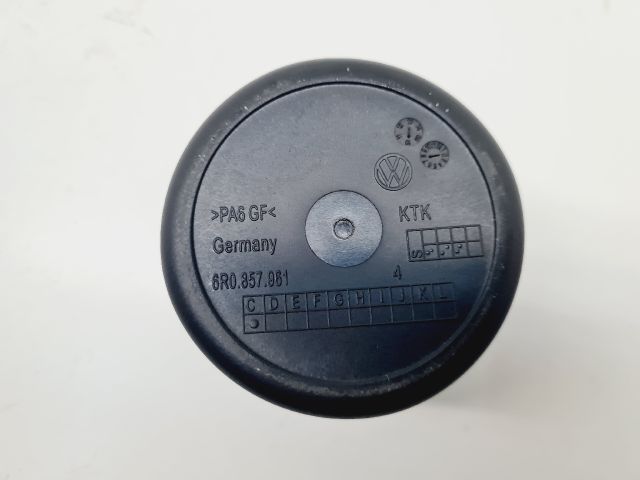 >PA6 GF<
KTK
Germany
6R0.857.961
4
C D E F G H I J K L